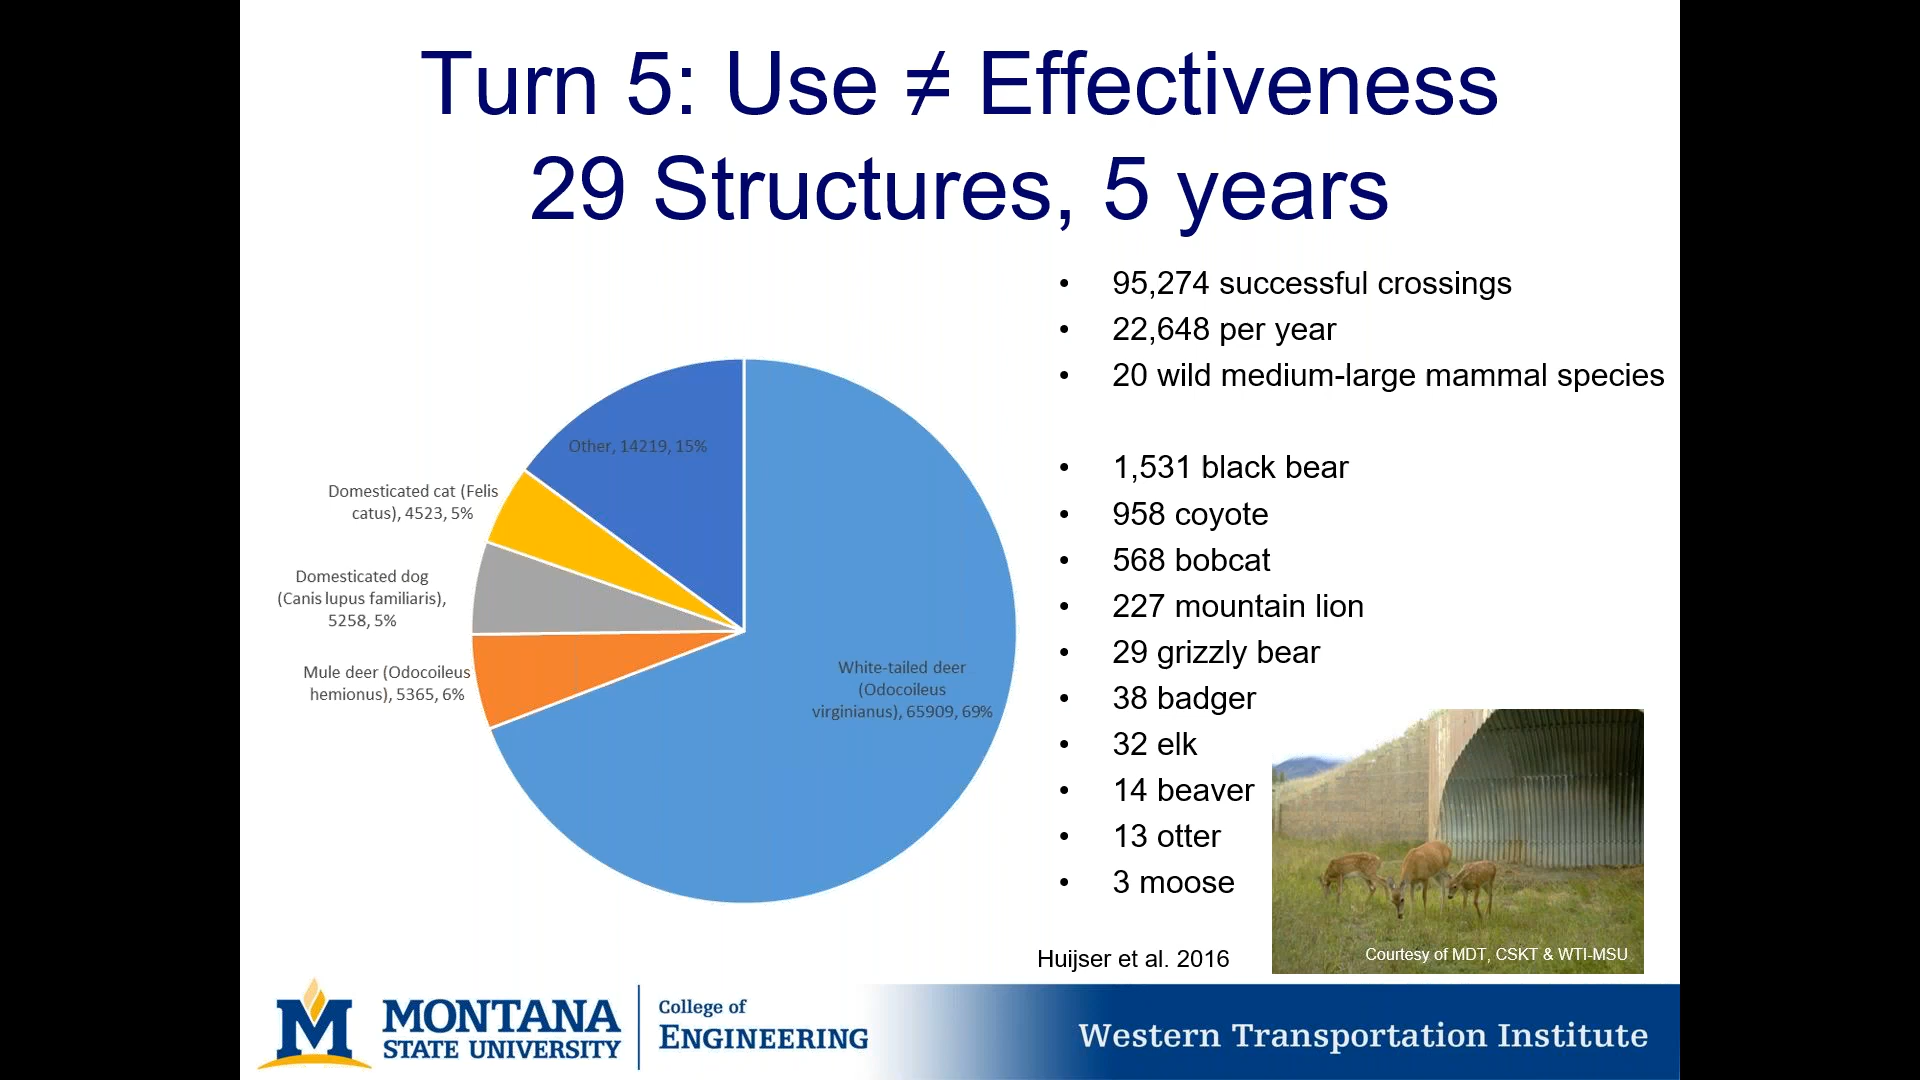 Turn 5: Use ≠ Effectiveness
29 Structures, 5 years
• 95,274 successful crossings
• 22,648 per year
• 20 wild medium-large mammal species
• 1,531 black bear
• 958 coyote
• 568 bobcat
• 227 mountain lion
• 29 grizzly bear
• 38 badger
• 32 elk
• 14 beaver
• 13 otter
• 3 moose
Other, 14219, 15%
Domesticated cat (Felis
catus), 4523, 5%
Domesticated dog
(Canis lupus familiaris),
5258, 5%
Mule deer (Odocoileus
hemionus), 5365, 6%
White-tailed deer
(Odocoileus
virginianus), 65909, 69%
Huijser et al. 2016
Courtesy of MDT, CSKT & WTI-MSU
M
MONTANA
STATE UNIVERSITY
College of
ENGINEERING
Western Transportation Institute